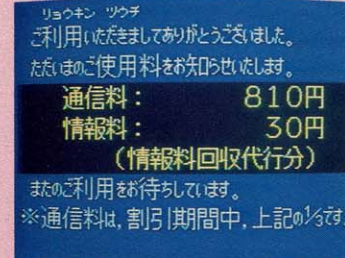 リョウキン ツウチ
ご利用いただきましてありがとうございました。
ただいまのご使用料をお知らせいたします。
通信料: 810円
情報料: 30円
(情報料回収代行分)
またのご利用をお待ちしています。
※通信料は,割引期間中,上記の1/3です